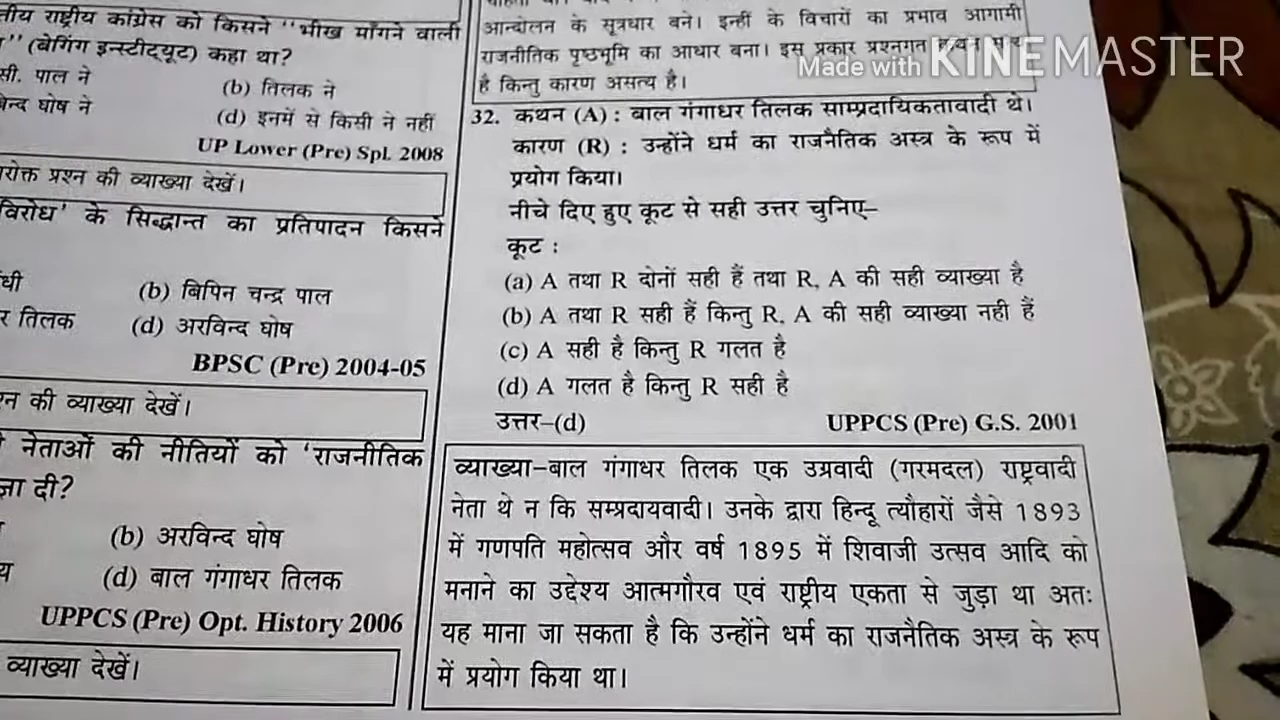 तीय राष्ट्रीय कांग्रेस को किसने "भीख माँगने वाली
" (बेगिंग इन्स्टीट्यूट) कहा था?
सी. पाल ने
(b) तिलक ने
घोष ने
(d) इनमें से किसी ने नहीं
UP Lower (Pre) Spl. 2008
प्रश्न की व्याख्या देखें।
विरोध' के सिद्धान्त का प्रतिपादन किसने
(b) बिपिन चन्द्र पाल
तिलक
(d) अरविन्द घोष
BPSC (Pre) 2004-05
की व्याख्या देखें।
नेताओं की नीतियों को 'राजनीतिक
दी?
(b) अरविन्द घोष
(d) बाल गंगाधर तिलक
UPPCS (Pre) Opt. History 2006
व्याख्या देखें।
आन्दोलन के सूत्रधार बने। इन्हीं के विचारों का प्रभाव आगामी
राजनीतिक पृष्ठभूमि का आधार बना। इस प्रकार प्रश्नगत
है किन्तु कारण असत्य है।
Made with KINEMASTER
32. कथन (A) : बाल गंगाधर तिलक साम्प्रदायिकतावादी थे।
कारण (R) : उन्होंने धर्म का राजनैतिक अस्त्र के रूप में
प्रयोग किया।
नीचे दिए हुए कूट से सही उत्तर चुनिए–
कूट :
(a) A तथा R दोनों सही हैं तथा R, A की सही व्याख्या है
(b) A तथा R सही हैं किन्तु R, A की सही व्याख्या नही हैं
(c) A सही है किन्तु R गलत है
(d) A गलत है किन्तु R सही है
उत्तर–(d)
UPPCS (Pre) G.S. 2001
व्याख्या–बाल गंगाधर तिलक एक उग्रवादी (गरमदल) राष्ट्रवादी
नेता थे न कि सम्प्रदायवादी। उनके द्वारा हिन्दू त्यौहारों जैसे 1893
में गणपति महोत्सव और वर्ष 1895 में शिवाजी उत्सव आदि को
मनाने का उद्देश्य आत्मगौरव एवं राष्ट्रीय एकता से जुड़ा था अतः
यह माना जा सकता है कि उन्होंने धर्म का राजनैतिक अस्त्र के रूप
में प्रयोग किया था।